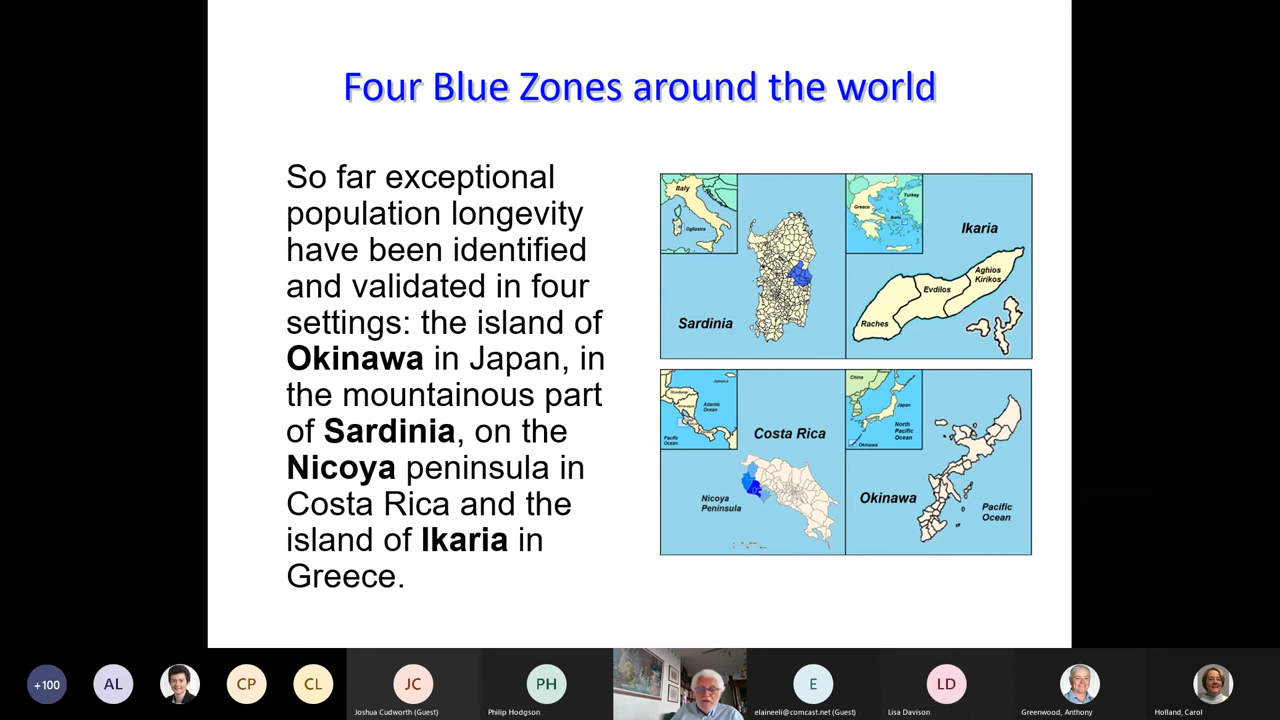 Four Blue Zones around the world
So far exceptional
population longevity
have been identified
and validated in four
settings: the island of
Okinawa in Japan, in
the mountainous part
of Sardinia, on the
Nicoya peninsula in
Costa Rica and the
island of Ikaria in
Greece.
Italy
Ogliastra
Sardinia
Greece
Turkey
Ikaria
Aghios
Kirikos
Evdilos
Raches
Jamaica
Atlantic
Ocean
Pacific
Ocean
Costa Rica
Nicoya
Peninsula
China
Japan
North
Pacific
Ocean
Okinawa
Okinawa
Pacific
Ocean
+100
AL
CP
CL
JC
Joshua Cudworth (Guest)
PH
Philip Hodgson
E
elaineeli@comcast.net (Guest)
LD
Lisa Davison
Greenwood, Anthony
Holland, Carol